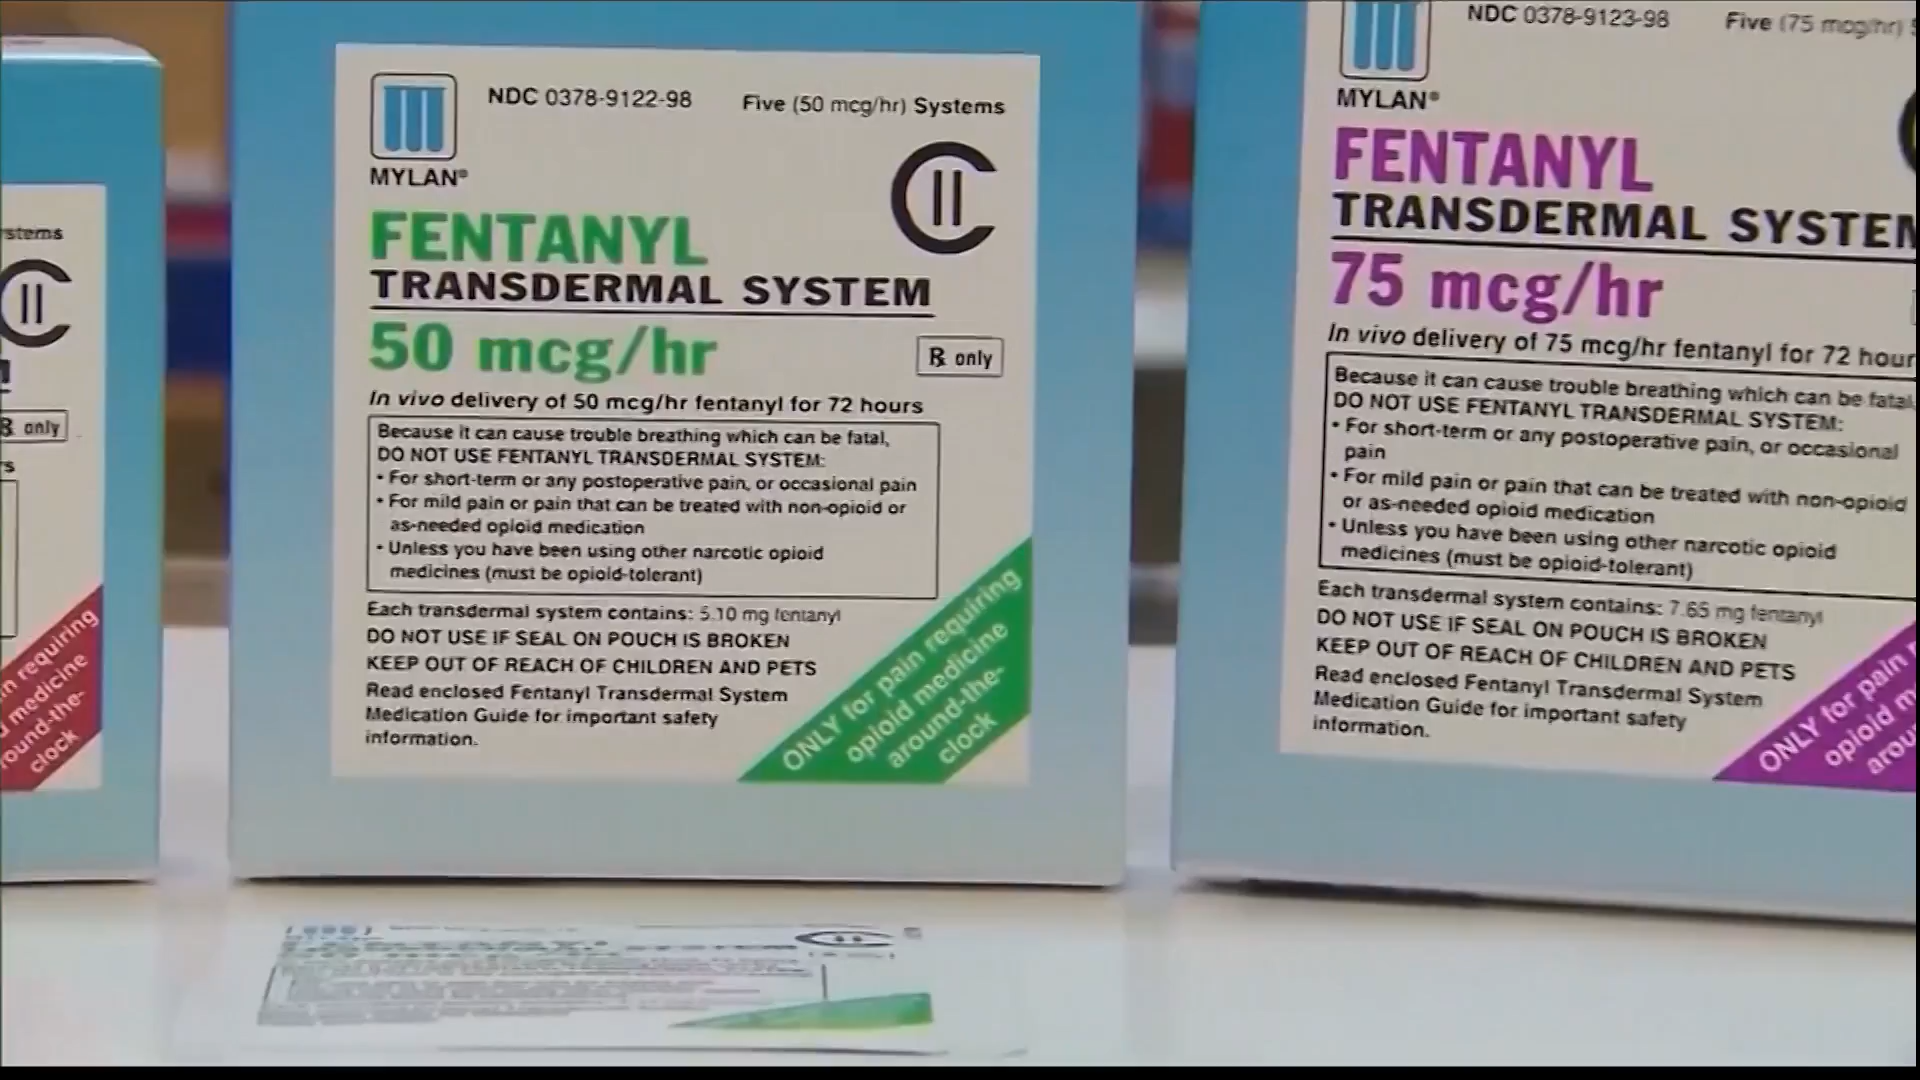 stems
CII
℞ only
s
n requiring
medicine
round-the-
clock
NDC 0378-9122-98 Five (50 mcg/hr) Systems
MYLAN®
CII
FENTANYL
TRANSDERMAL SYSTEM
50 mcg/hr
℞ only
In vivo delivery of 50 mcg/hr fentanyl for 72 hours
Because it can cause trouble breathing which can be fatal,
DO NOT USE FENTANYL TRANSDERMAL SYSTEM:
• For short-term or any postoperative pain, or occasional pain
• For mild pain or pain that can be treated with non-opioid or
as-needed opioid medication
• Unless you have been using other narcotic opioid
medicines (must be opioid-tolerant)
Each transdermal system contains: 5.10 mg fentanyl
DO NOT USE IF SEAL ON POUCH IS BROKEN
KEEP OUT OF REACH OF CHILDREN AND PETS
Read enclosed Fentanyl Transdermal System
Medication Guide for important safety
information.
ONLY for pain requiring
opioid medicine
around-the-
clock
NDC 0378-9123-98 Five (75 mcg/hr) S
MYLAN®
FENTANYL
TRANSDERMAL SYSTEM
75 mcg/hr
In vivo delivery of 75 mcg/hr fentanyl for 72 hour
Because it can cause trouble breathing which can be fatal,
DO NOT USE FENTANYL TRANSDERMAL SYSTEM:
• For short-term or any postoperative pain, or occasional
pain
• For mild pain or pain that can be treated with non-opioid
or as-needed opioid medication
• Unless you have been using other narcotic opioid
medicines (must be opioid-tolerant)
Each transdermal system contains: 7.65 mg fentanyl
DO NOT USE IF SEAL ON POUCH IS BROKEN
KEEP OUT OF REACH OF CHILDREN AND PETS
Read enclosed Fentanyl Transdermal System
Medication Guide for important safety
information.
ONLY for pain
opioid m
arou
CII